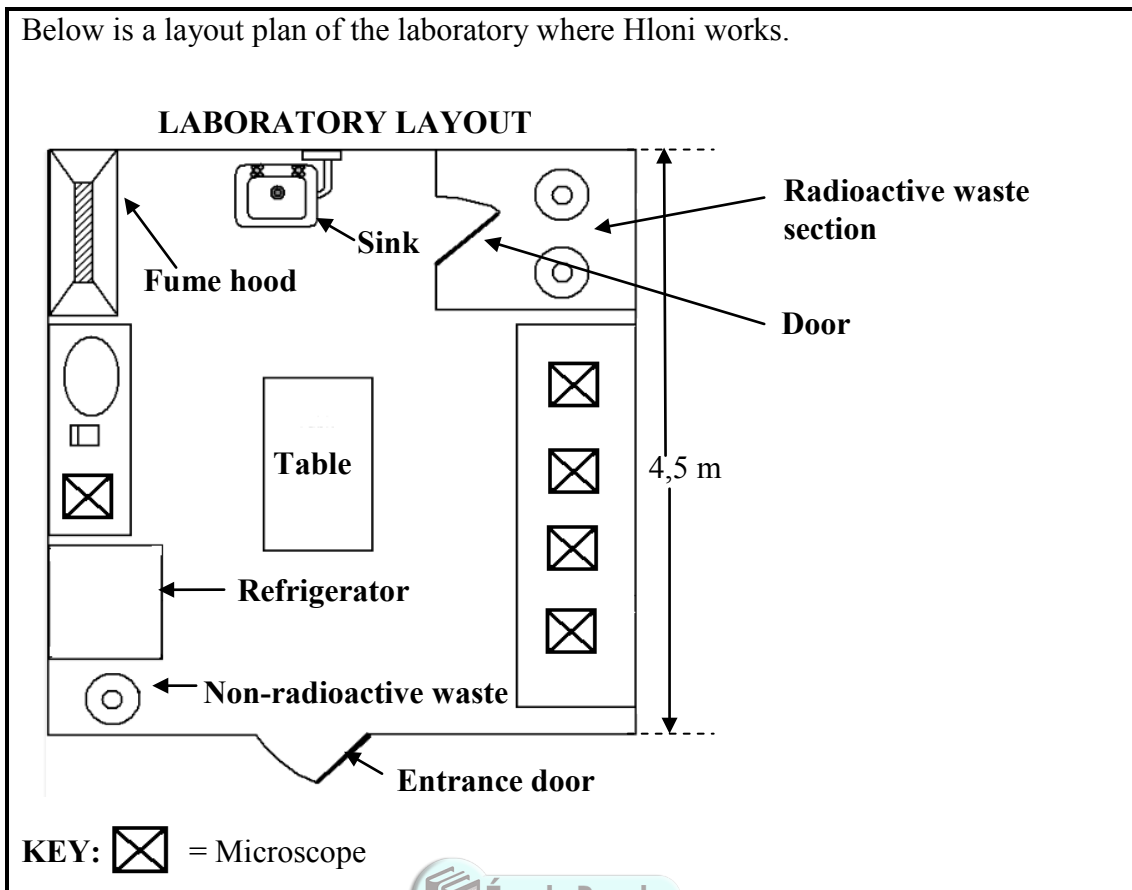 Below is a layout plan of the laboratory where Hloni works.
LABORATORY LAYOUT
Radioactive waste
section
Sink
Fume hood
Door
Table
4,5 m
Refrigerator
Non-radioactive waste
Entrance door
KEY: = Microscope